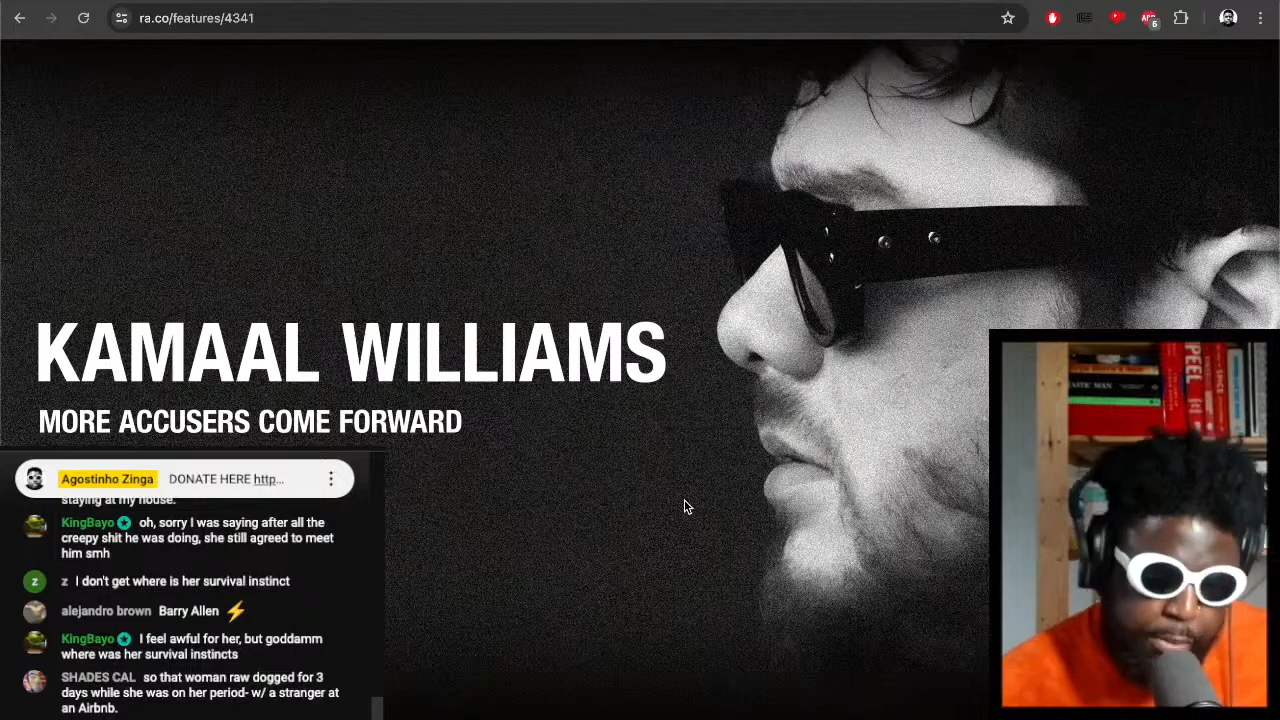 ra.co/features/4341
KAMAAL WILLIAMS
MORE ACCUSERS COME FORWARD
Agostinho Zinga DONATE HERE http...
staying at my house.
KingBayo oh, sorry I was saying after all the
creepy shit he was doing, she still agreed to meet
him smh
z z I don't get where is her survival instinct
alejandro brown Barry Allen ⚡
KingBayo I feel awful for her, but goddamm
where was her survival instincts
SHADES CAL so that woman raw dogged for 3
days while she was on her period- w/ a stranger at
an Airbnb.
PEEL
SPICE